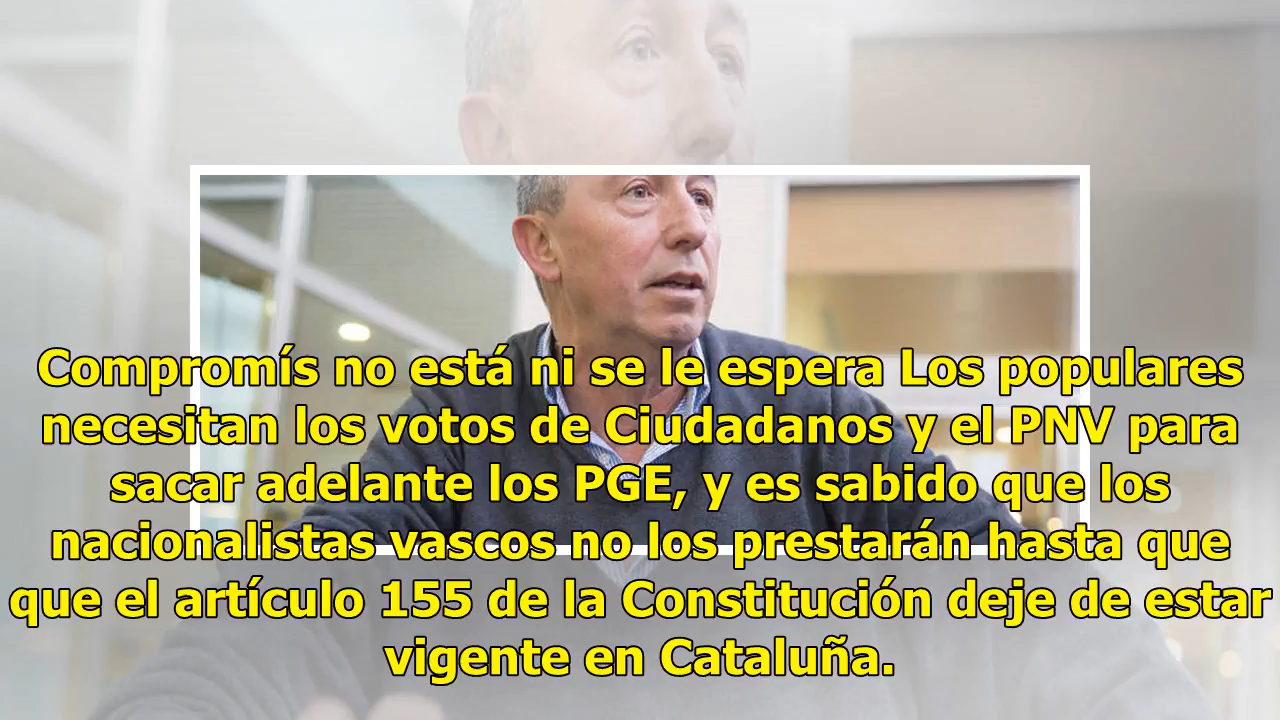 Compromís no está ni se le espera Los populares
necesitan los votos de Ciudadanos y el PNV para
sacar adelante los PGE, y es sabido que los
nacionalistas vascos no los prestarán hasta que
que el artículo 155 de la Constitución deje de estar
vigente en Cataluña.